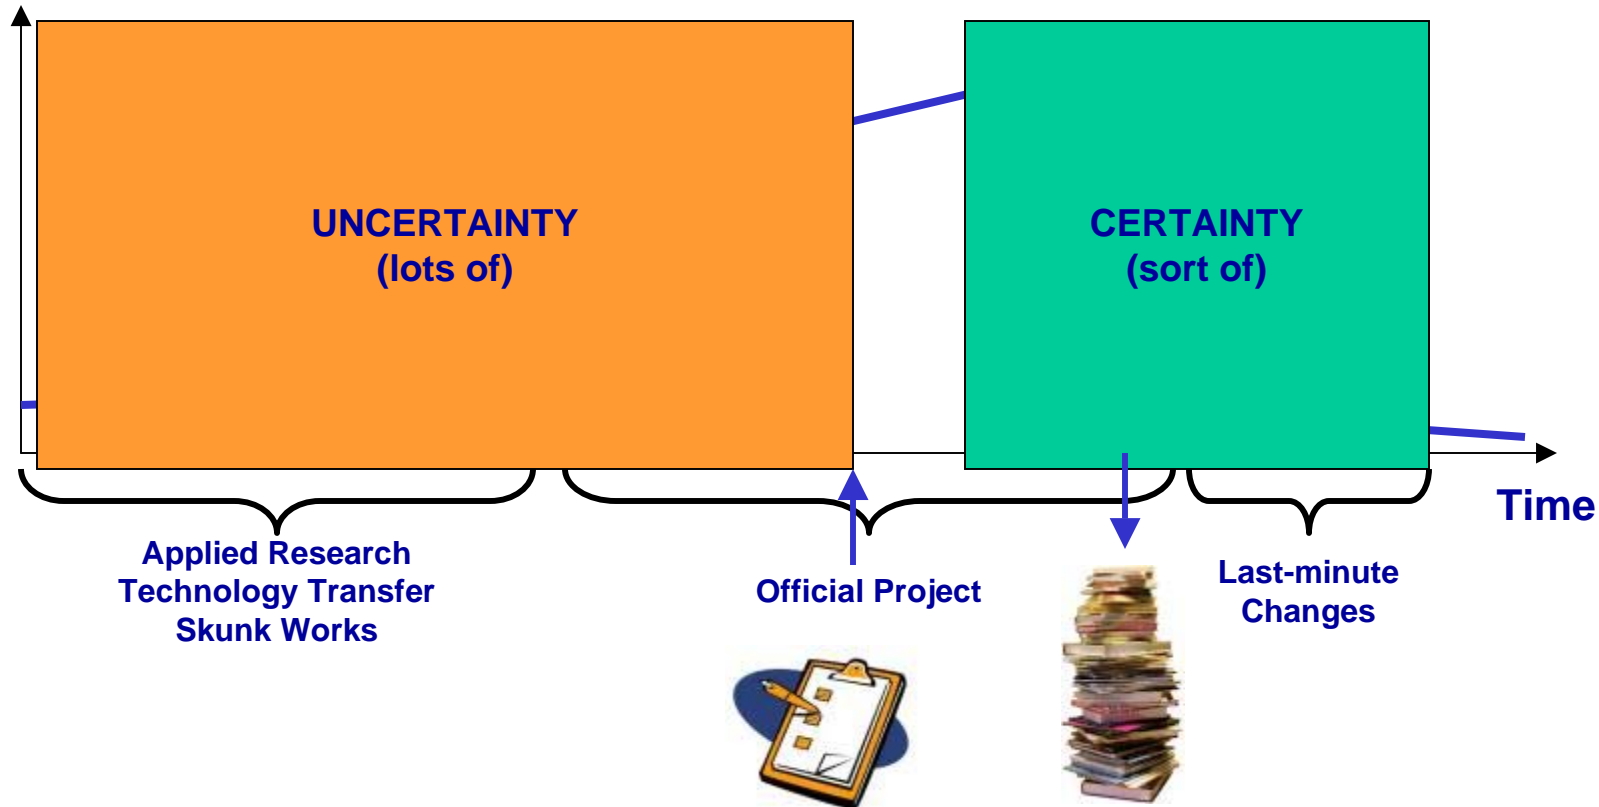 UNCERTAINTY
(lots of)
CERTAINTY
(sort of)
Time
Applied Research
Technology Transfer
Skunk Works
Official Project
Last-minute
Changes